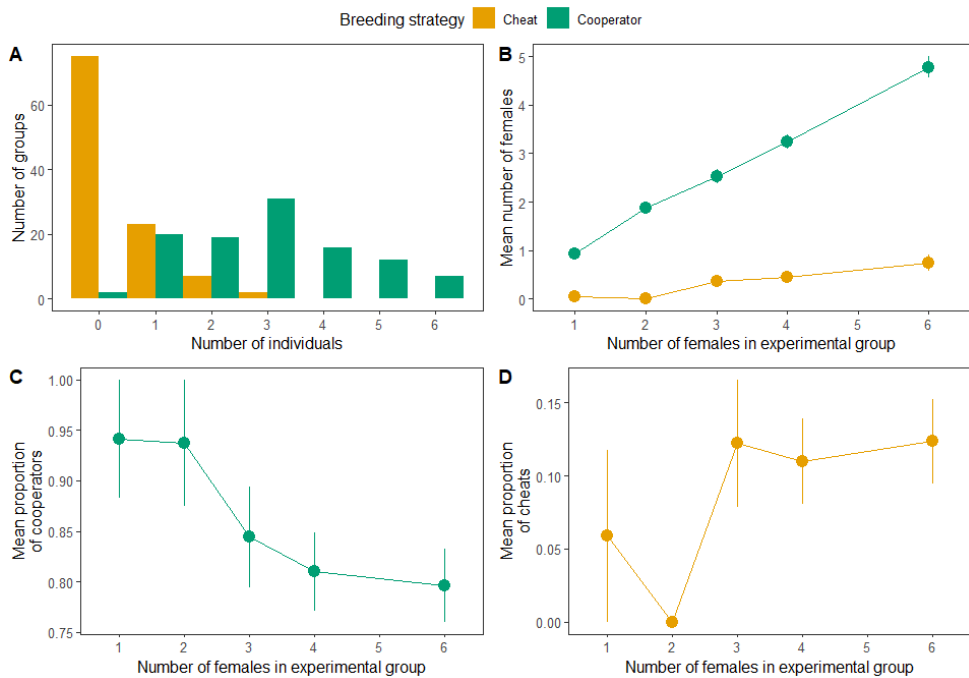 Breeding strategy Cheat Cooperator
A
Number of groups
60
40
20
0
0 1 2 3 4 5 6
Number of individuals
B
Mean number of females
5
4
3
2
1
0
1 2 3 4 5 6
Number of females in experimental group
C
Mean proportion
of cooperators
1.00
0.95
0.90
0.85
0.80
0.75
1 2 3 4 5 6
Number of females in experimental group
D
Mean proportion
of cheats
0.15
0.10
0.05
0.00
1 2 3 4 5 6
Number of females in experimental group